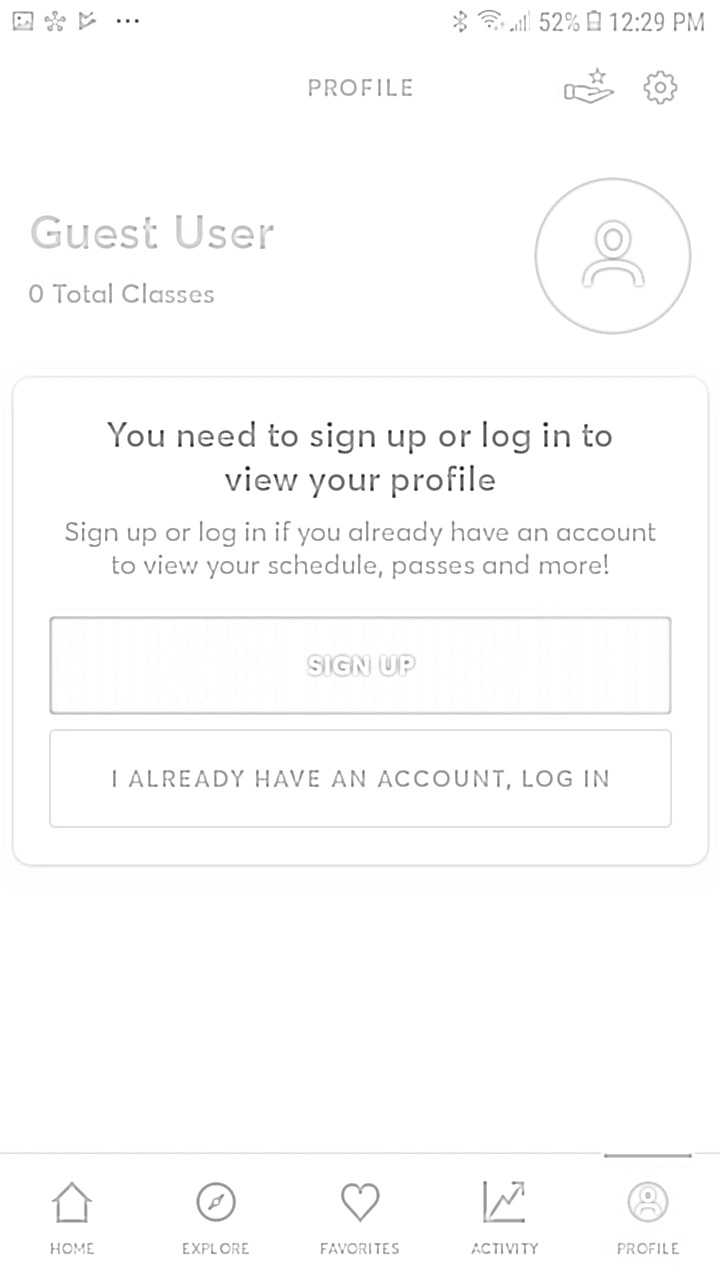 52% 12:29 PM
PROFILE
Guest User
0 Total Classes
You need to sign up or log in to
view your profile
Sign up or log in if you already have an account
to view your schedule, passes and more!
SIGN UP
I ALREADY HAVE AN ACCOUNT, LOG IN
HOME EXPLORE FAVORITES ACTIVITY PROFILE